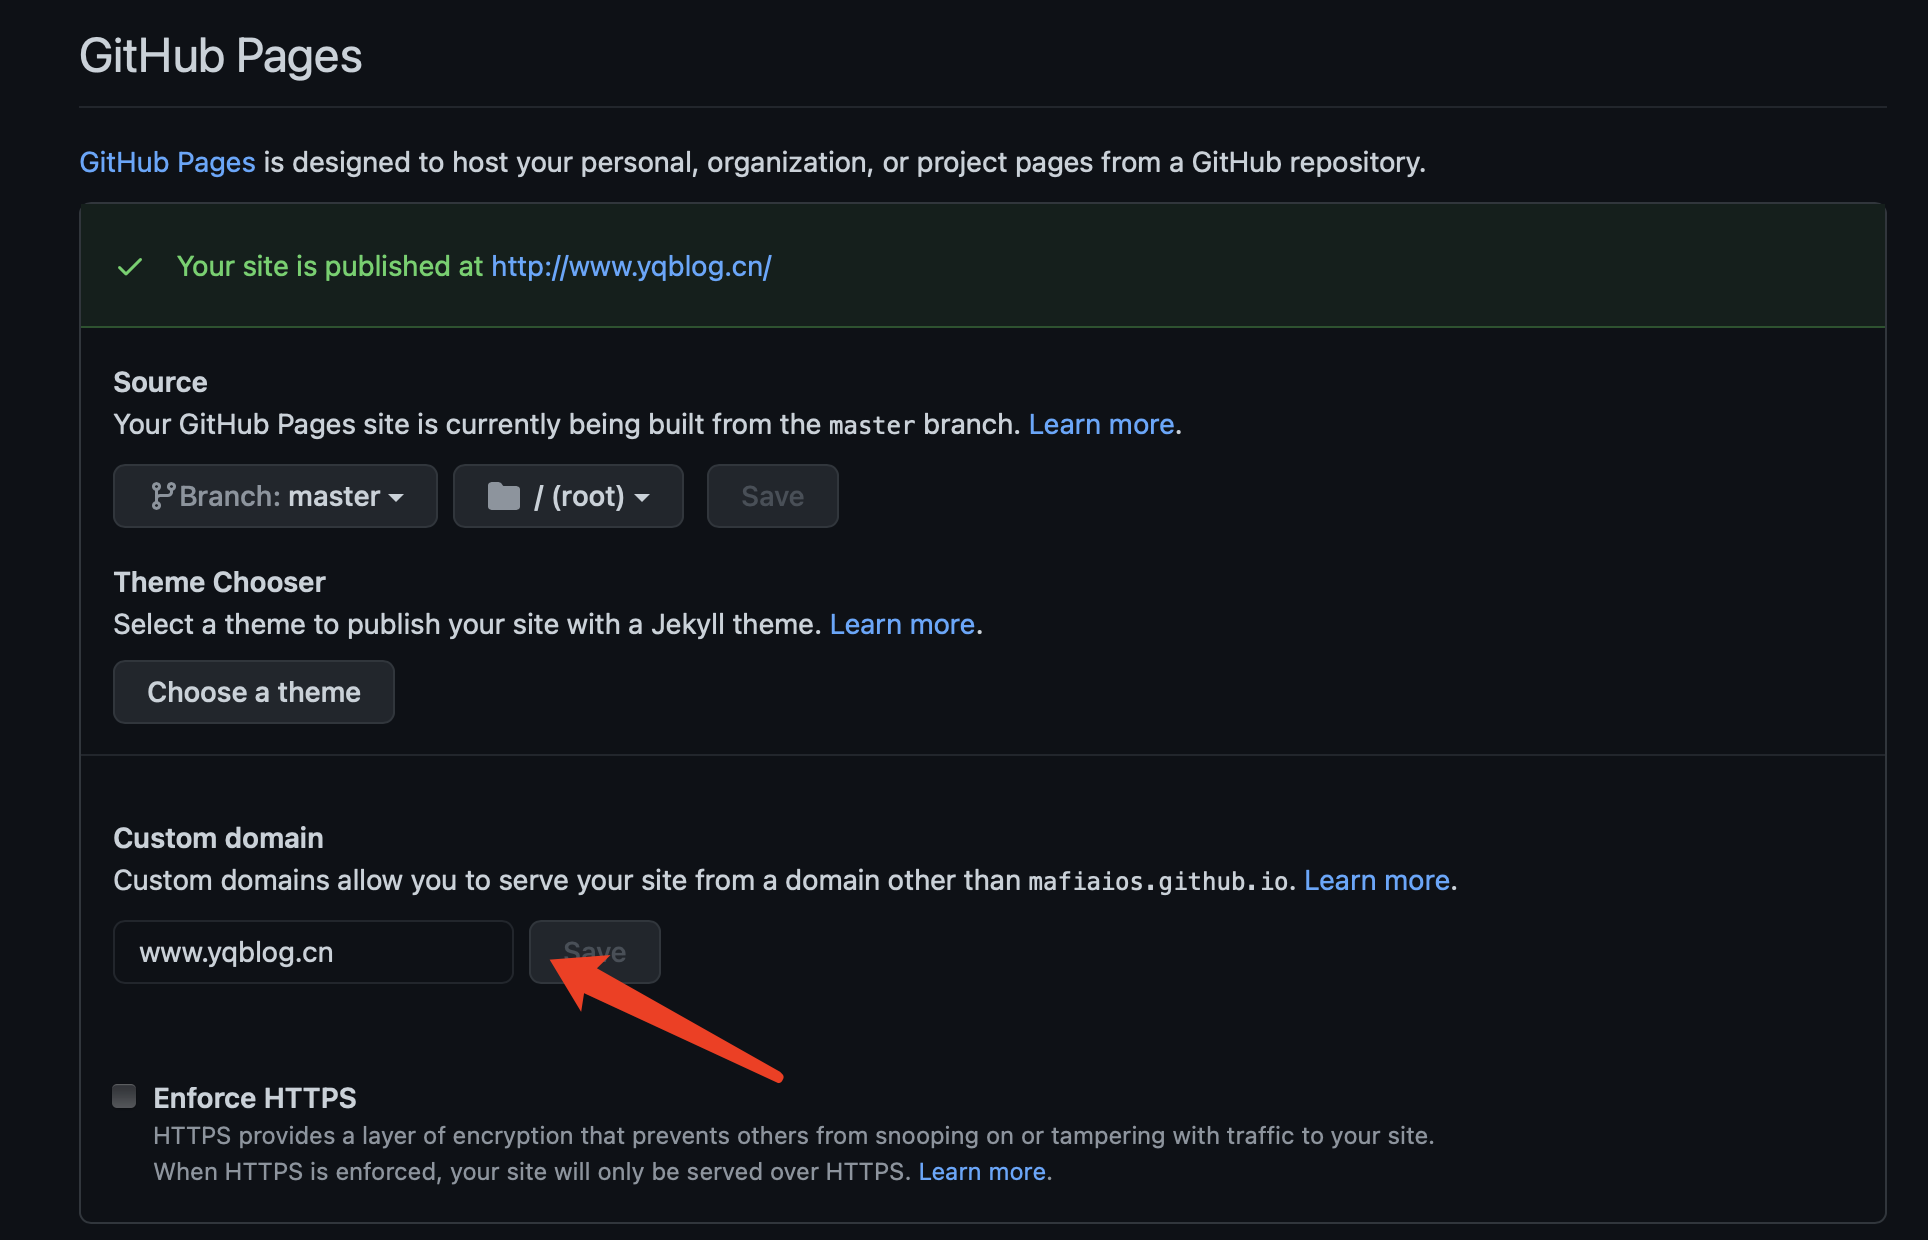 GitHub Pages
GitHub Pages is designed to host your personal, organization, or project pages from a GitHub repository.
Your site is published at http://www.yqblog.cn/
Source
Your GitHub Pages site is currently being built from the master branch. Learn more.
Branch: master / (root) Save
Theme Chooser
Select a theme to publish your site with a Jekyll theme. Learn more.
Choose a theme
Custom domain
Custom domains allow you to serve your site from a domain other than mafiaios.github.io. Learn more.
www.yqblog.cn Save
Enforce HTTPS
HTTPS provides a layer of encryption that prevents others from snooping on or tampering with traffic to your site.
When HTTPS is enforced, your site will only be served over HTTPS. Learn more.